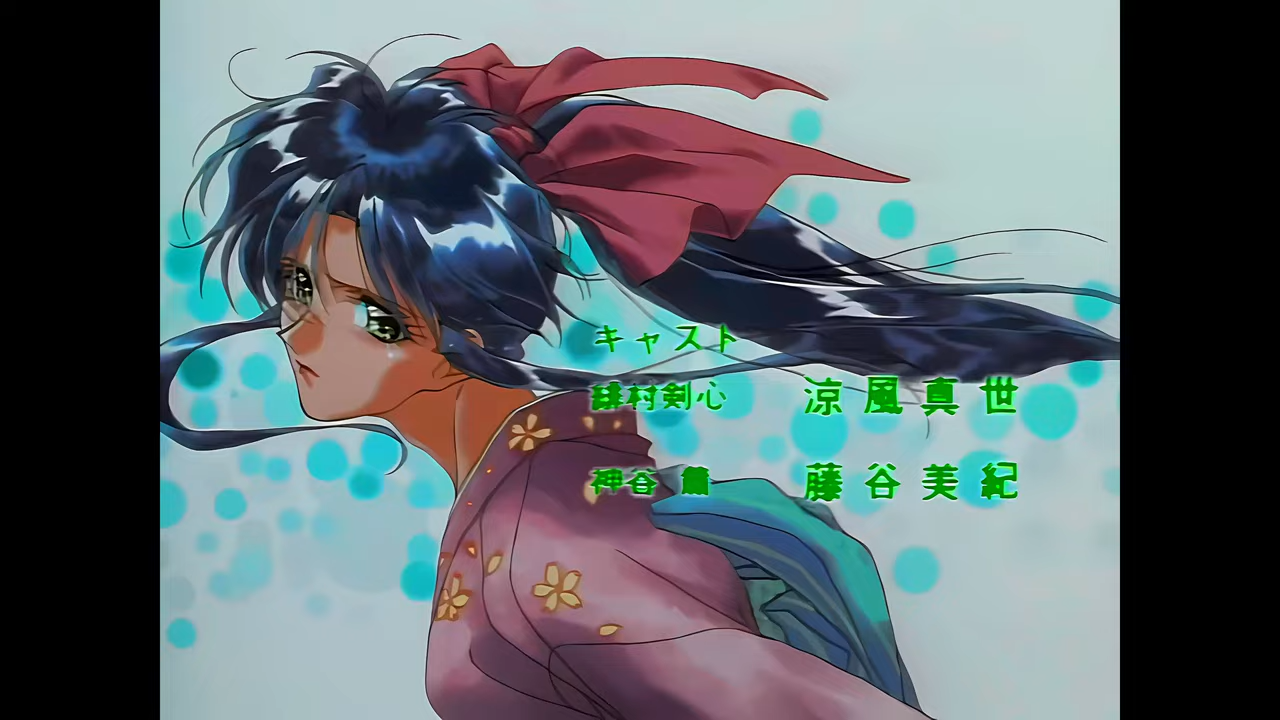 キャスト
緋村剣心 涼風真世
神谷 薫 藤谷美紀